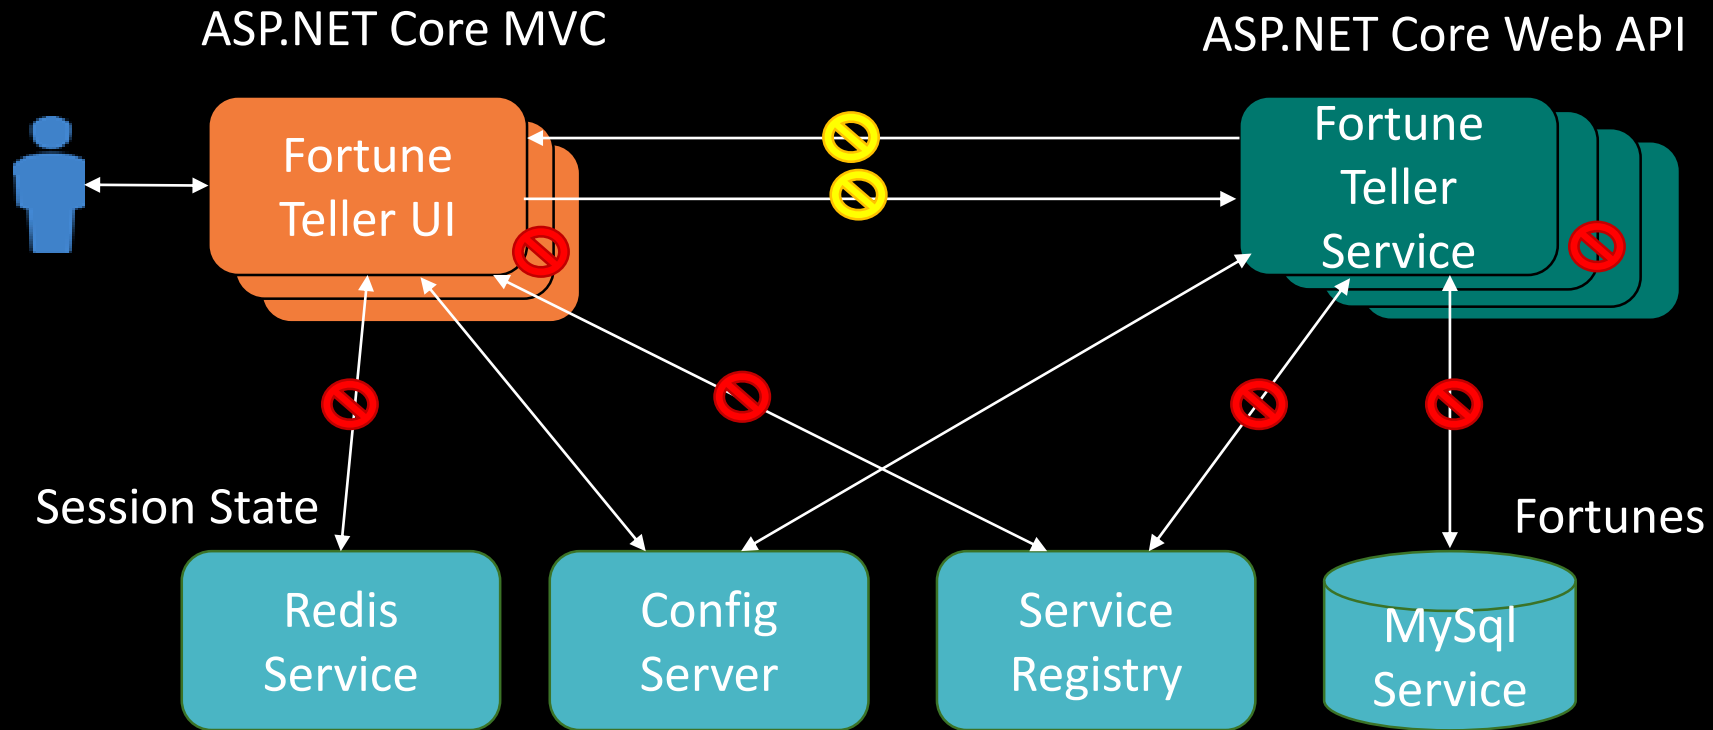 ASP.NET Core MVC
ASP.NET Core Web API
Fortune
Teller UI
Fortune
Teller
Service
Session State
Fortunes
Redis
Service
Config
Server
Service
Registry
MySql
Service